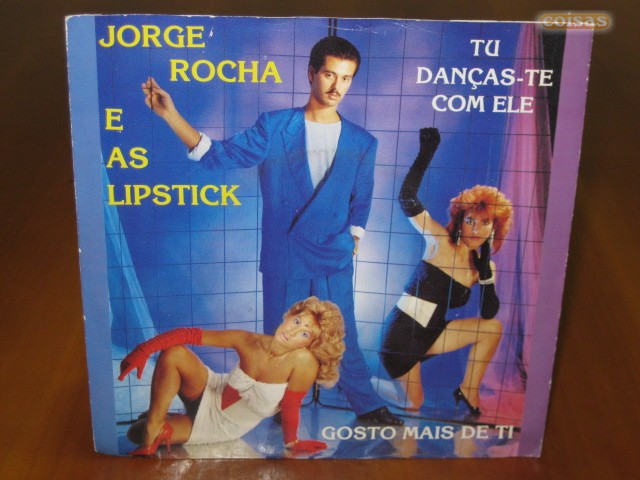 coisas
JORGE
ROCHA
E
AS
LIPSTICK
TU
DANÇAS-TE
COM ELE
GOSTO MAIS DE TI